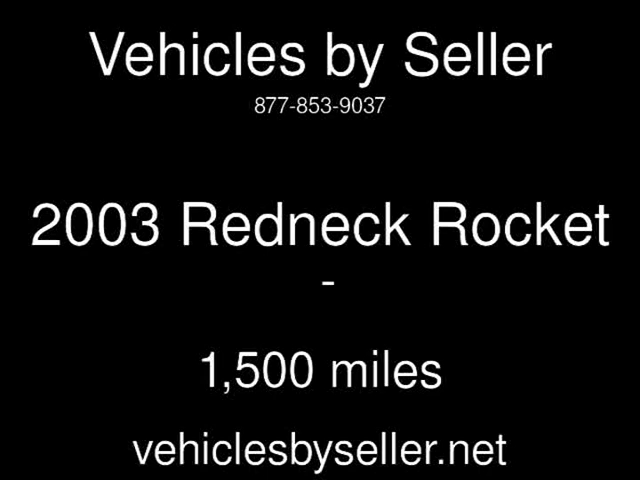 Vehicles by Seller
877-853-9037
2003 Redneck Rocket
-
1,500 miles
vehiclesbyseller.net